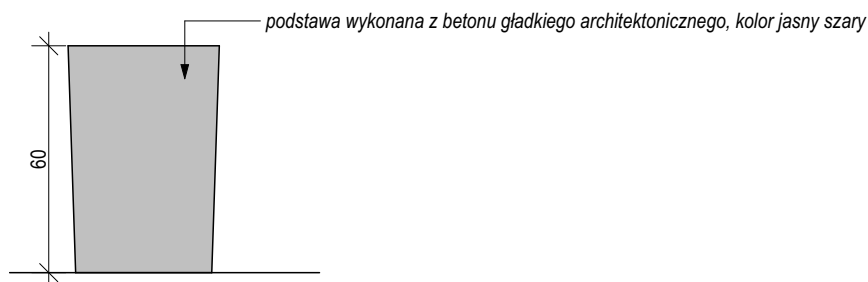 podstawa wykonana z betonu gładkiego architektonicznego, kolor jasny szary
60